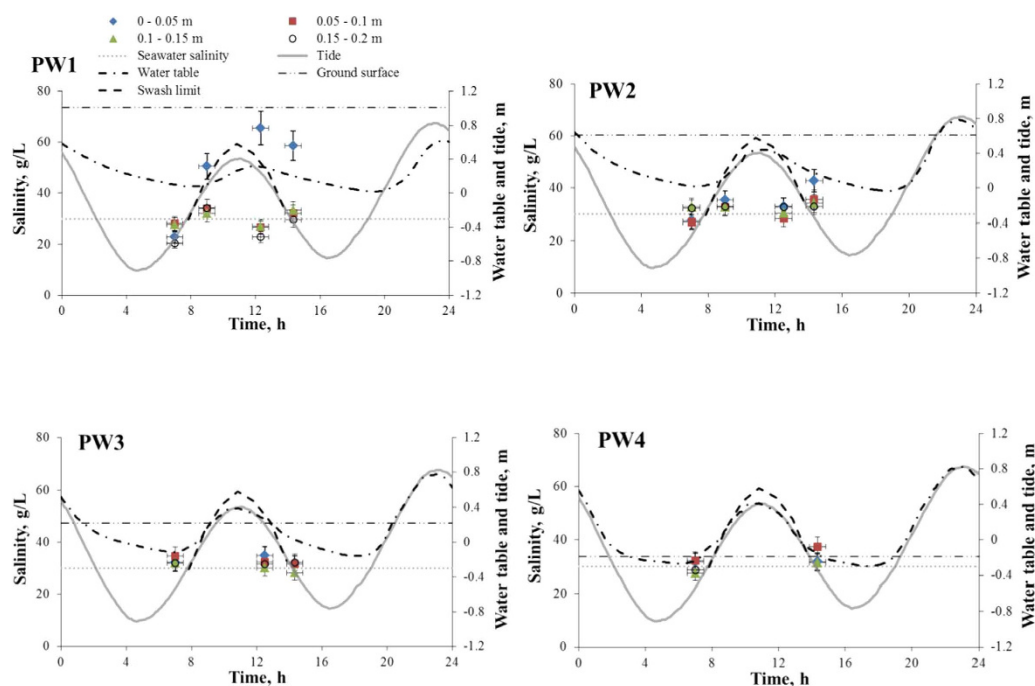 0 - 0.05 m
0.05 - 0.1 m
0.1 - 0.15 m
0.15 - 0.2 m
Seawater salinity
Tide
Water table
Ground surface
Swash limit
PW1
80
60
40
20
0
Salinity, g/L
1.2
0.8
0.4
0
-0.4
-0.8
-1.2
Water table and tide, m
0 4 8 12 16 20 24
Time, h
PW2
80
60
40
20
0
Salinity, g/L
1.2
0.8
0.4
0
-0.4
-0.8
-1.2
Water table and tide, m
0 4 8 12 16 20 24
Time, h
PW3
80
60
40
20
0
Salinity, g/L
1.2
0.8
0.4
0
-0.4
-0.8
-1.2
Water table and tide, m
0 4 8 12 16 20 24
Time, h
PW4
80
60
40
20
0
Salinity, g/L
1.2
0.8
0.4
0
-0.4
-0.8
-1.2
Water table and tide, m
0 4 8 12 16 20 24
Time, h